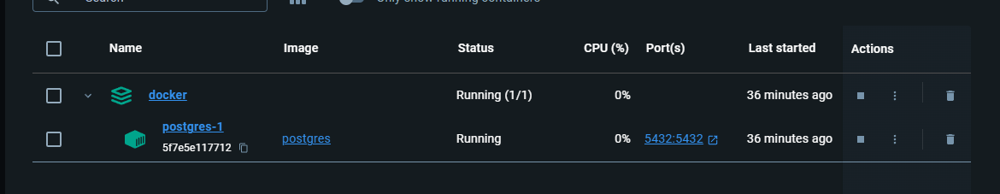 Search
Only show running containers
Name Image Status CPU (%) Port(s) Last started Actions
docker Running (1/1) 0% 36 minutes ago
postgres-1
postgres Running 0% 5432:5432 36 minutes ago
5f7e5e117712